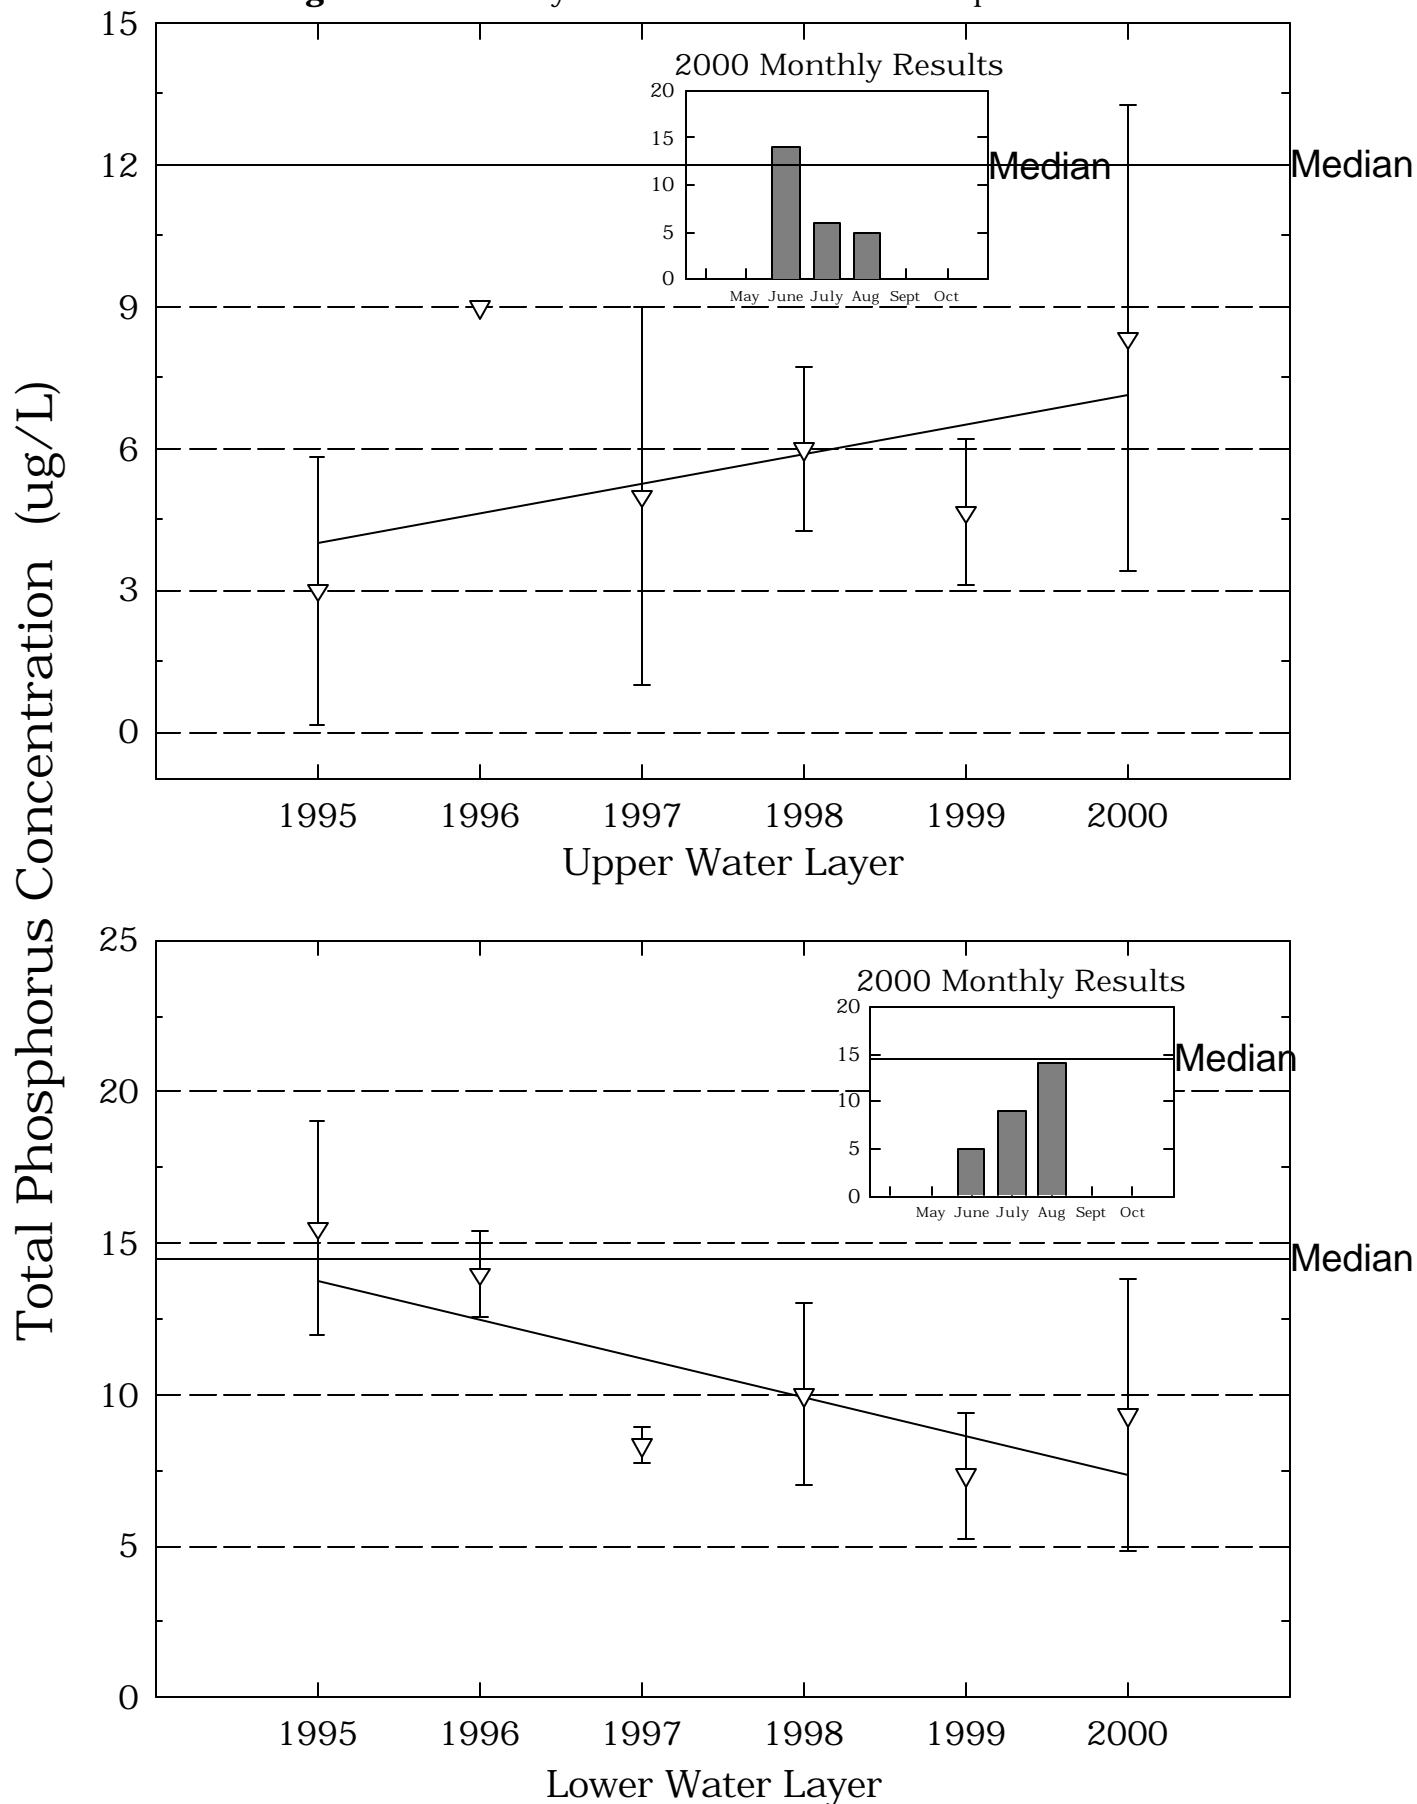 15
2000 Monthly Results
20
15
10
5
0
May June July Aug Sept Oct
Median
Median
12
9
6
3
0
1995 1996 1997 1998 1999 2000
Upper Water Layer
Total Phosphorus Concentration (ug/L)
25
2000 Monthly Results
20
15
10
5
0
May June July Aug Sept Oct
Median
20
15
Median
10
5
0
1995 1996 1997 1998 1999 2000
Lower Water Layer